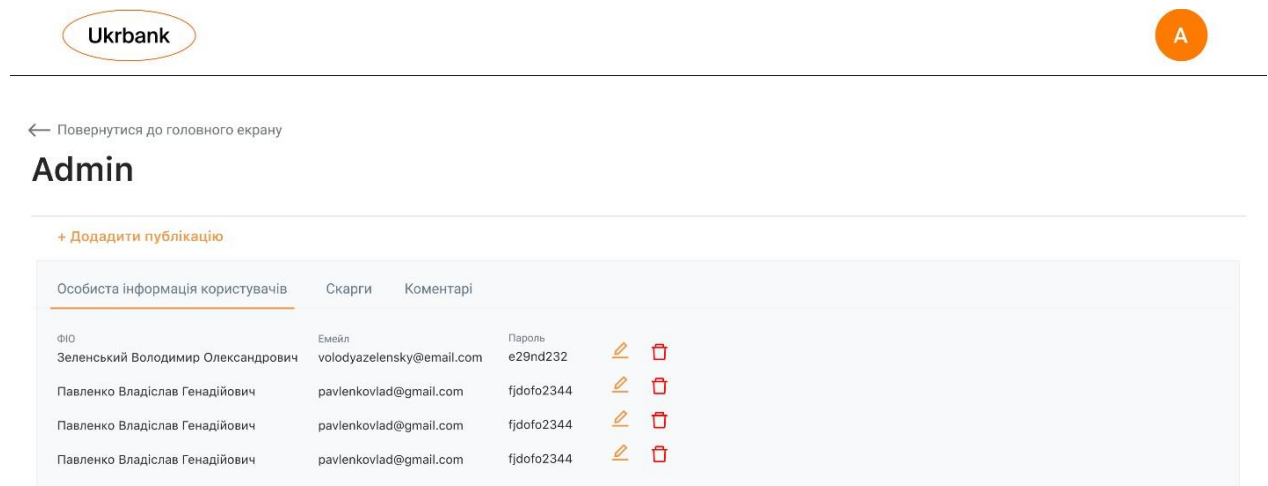 Ukrbank
A
Повернутися до головного екрану
Admin
+ Додадити публікацію
Особиста інформація користувачів Скарги Коментарі
ФІО Емейл Пароль
Зеленський Володимир Олександрович volodyazelensky@email.com e29nd232
Павленко Владіслав Генадійович pavlenkovlad@gmail.com fjdofo2344
Павленко Владіслав Генадійович pavlenkovlad@gmail.com fjdofo2344
Павленко Владіслав Генадійович pavlenkovlad@gmail.com fjdofo2344